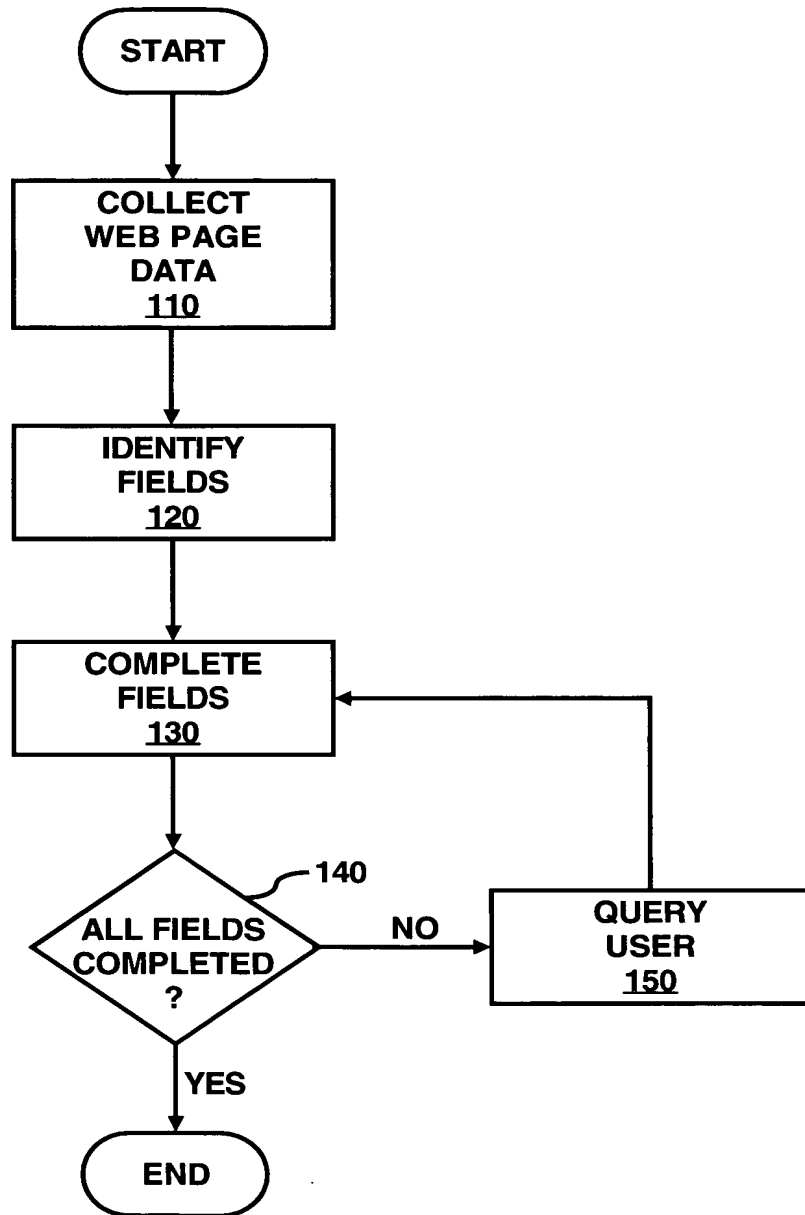 START
COLLECT
WEB PAGE
DATA
110
IDENTIFY
FIELDS
120
COMPLETE
FIELDS
130
140
ALL FIELDS
COMPLETED
?
NO
QUERY
USER
150
YES
END